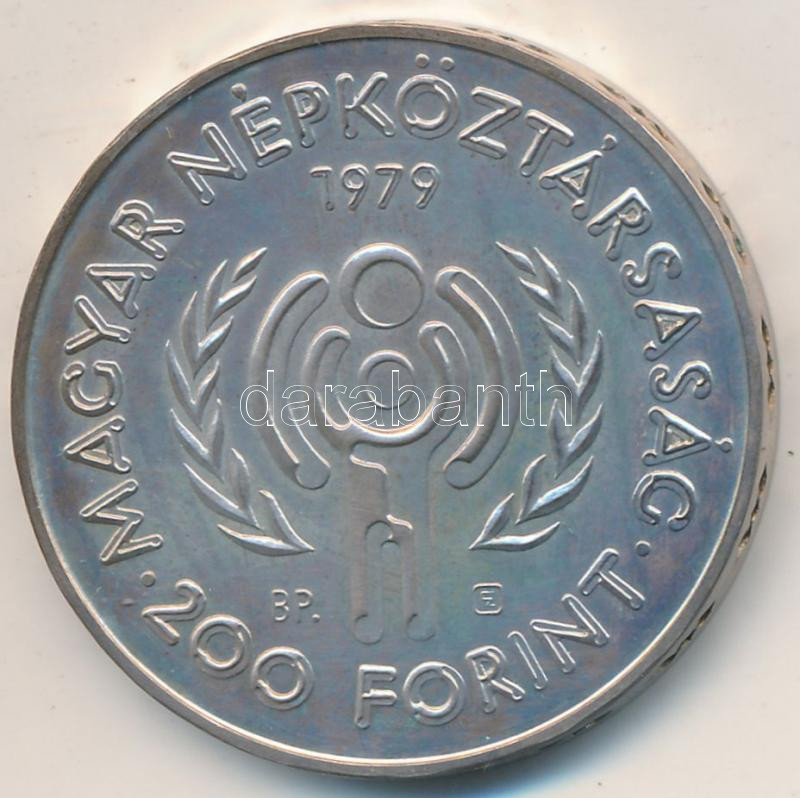 MAGYAR NÉPKÖZTÁRSASÁG
1979
darabanth
BP.
· 200 FORINT ·